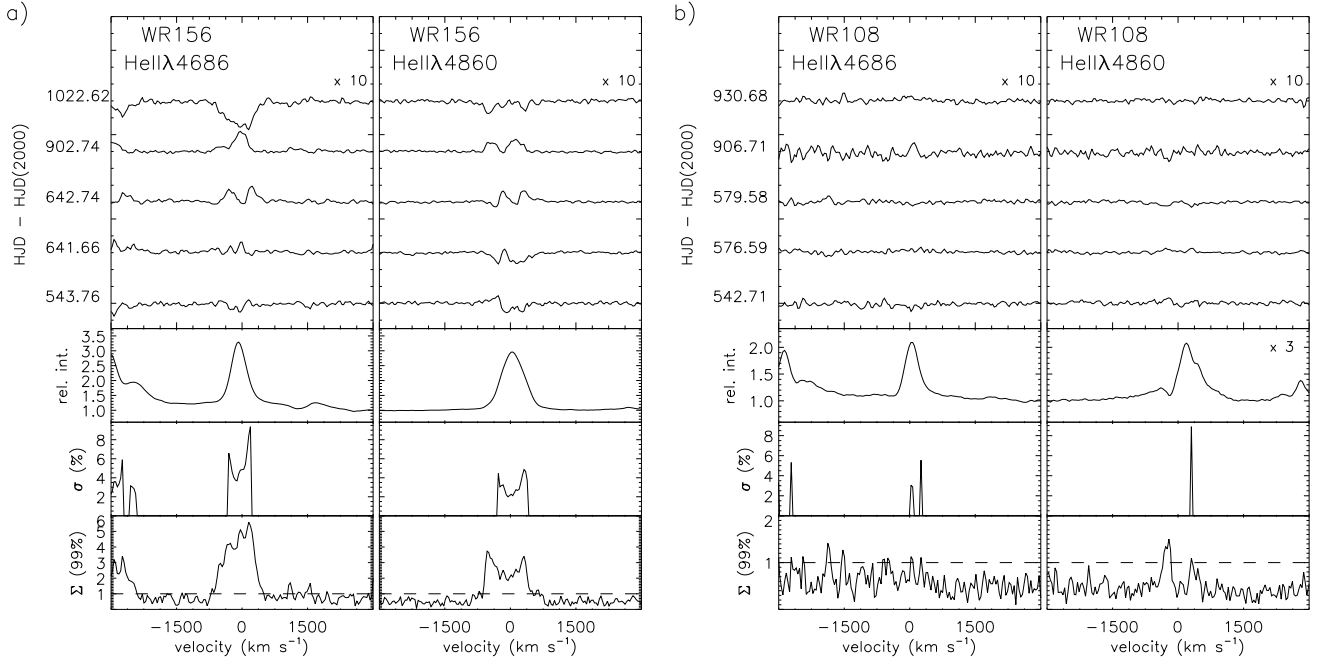 a)
WR156
HeIIλ4686
x 10
WR156
HeIIλ4860
x 10
HJD − HJD(2000)
1022.62
902.74
642.74
641.66
543.76
rel. int.
3.5
3.0
2.5
2.0
1.5
1.0
σ (%)
8
6
4
2
Σ (99%)
6
5
4
3
2
1
−1500 0 1500
velocity (km s⁻¹)
−1500 0 1500
velocity (km s⁻¹)
b)
WR108
HeIIλ4686
x 10
WR108
HeIIλ4860
x 10
HJD − HJD(2000)
930.68
906.71
579.58
576.59
542.71
rel. int.
2.0
1.5
1.0
x 3
σ (%)
8
6
4
2
Σ (99%)
2
1
−1500 0 1500
velocity (km s⁻¹)
−1500 0 1500
velocity (km s⁻¹)